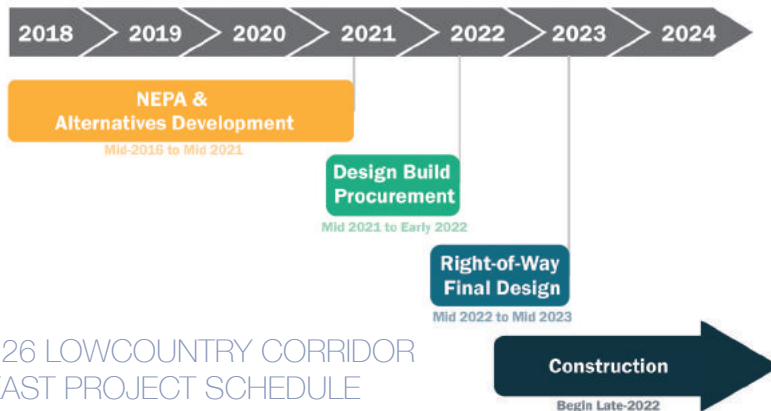 2018 2019 2020 2021 2022 2023 2024
NEPA &
Alternatives Development
Mid-2016 to Mid 2021
Design Build
Procurement
Mid 2021 to Early 2022
Right-of-Way
Final Design
Mid 2022 to Mid 2023
26 LOWCOUNTRY CORRIDOR
EAST PROJECT SCHEDULE
Construction
Begin Late-2022